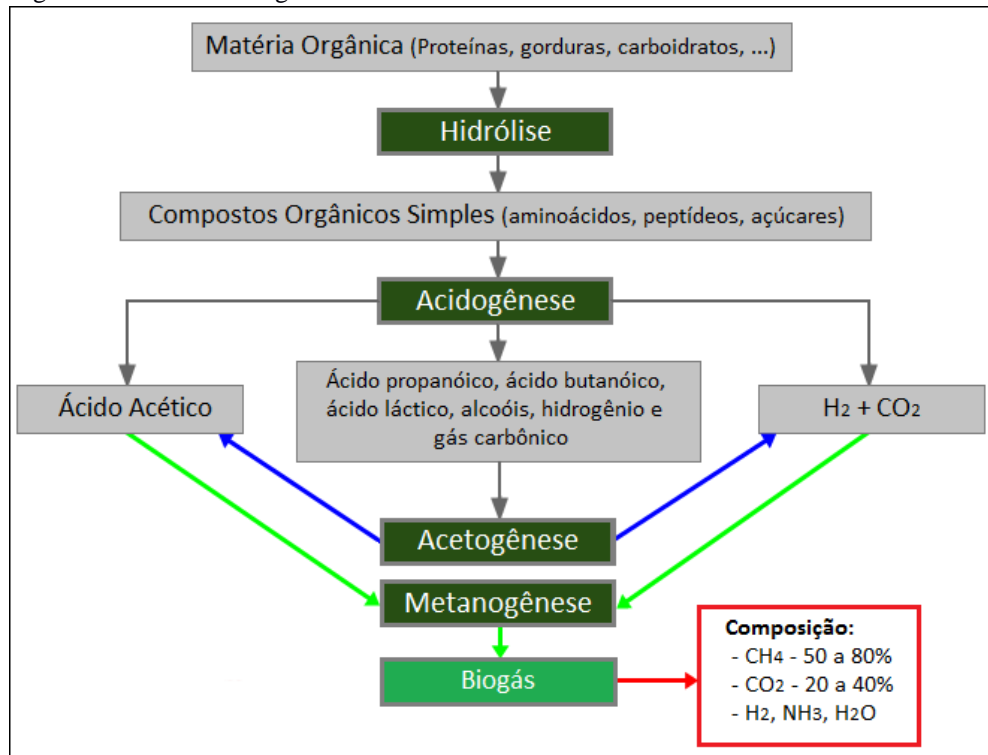 Matéria Orgânica (Proteínas, gorduras, carboidratos, ...)
Hidrólise
Compostos Orgânicos Simples (aminoácidos, peptídeos, açúcares)
Acidogênese
Ácido Acético
Ácido propanóico, ácido butanóico,
ácido láctico, alcoóis, hidrogênio e
gás carbônico
H2 + CO2
Acetogênese
Metanogênese
Biogás
Composição:
- CH4 - 50 a 80%
- CO2 - 20 a 40%
- H2, NH3, H2O